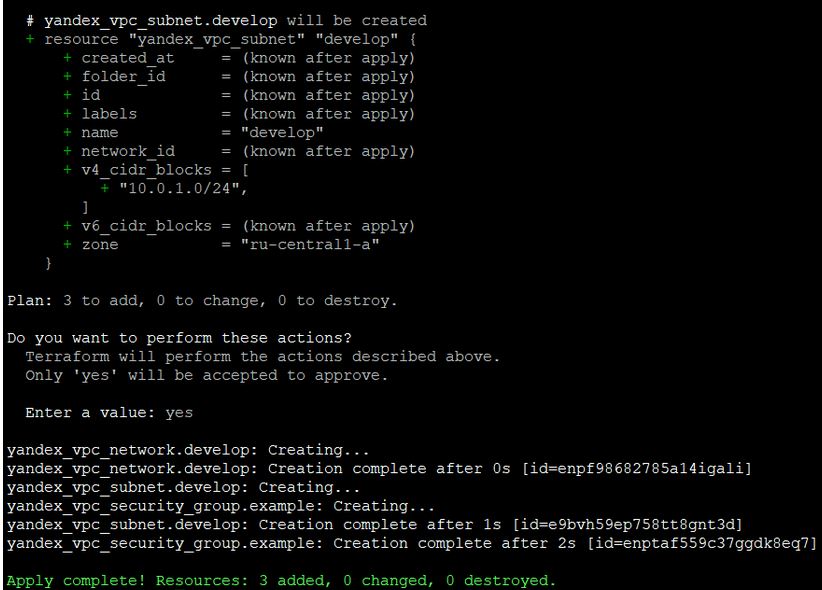 # yandex_vpc_subnet.develop will be created
+ resource "yandex_vpc_subnet" "develop" {
+ created_at     = (known after apply)
+ folder_id      = (known after apply)
+ id             = (known after apply)
+ labels         = (known after apply)
+ name           = "develop"
+ network_id     = (known after apply)
+ v4_cidr_blocks = [
+ "10.0.1.0/24",
]
+ v6_cidr_blocks = (known after apply)
+ zone           = "ru-central1-a"
}
Plan: 3 to add, 0 to change, 0 to destroy.
Do you want to perform these actions?
Terraform will perform the actions described above.
Only 'yes' will be accepted to approve.
Enter a value: yes
yandex_vpc_network.develop: Creating...
yandex_vpc_network.develop: Creation complete after 0s [id=enpf98682785a14igali]
yandex_vpc_subnet.develop: Creating...
yandex_vpc_security_group.example: Creating...
yandex_vpc_subnet.develop: Creation complete after 1s [id=e9bvh59ep758tt8gnt3d]
yandex_vpc_security_group.example: Creation complete after 2s [id=enptaf559c37ggdk8eq7]
Apply complete! Resources: 3 added, 0 changed, 0 destroyed.